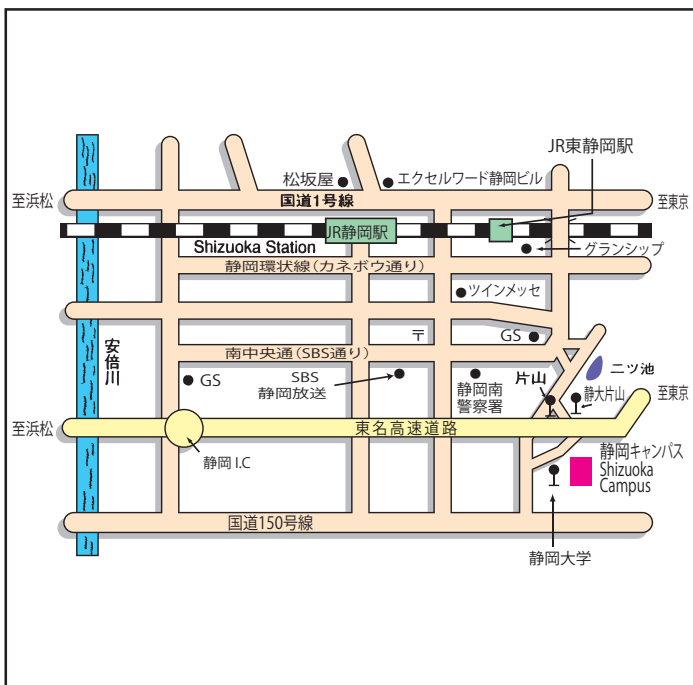 JR東静岡駅
松坂屋
エクセルワード静岡ビル
至浜松
国道1号線
至東京
JR静岡駅
Shizuoka Station
グランシップ
静岡環状線(カネボウ通り)
ツインメッセ
〒
GS
安倍川
南中央通(SBS通り)
二ツ池
GS
SBS
静岡放送
静岡南
警察署
片山
静大片山
至東京
至浜松
東名高速道路
静岡I.C
静岡キャンパス
Shizuoka
Campus
国道150号線
静岡大学